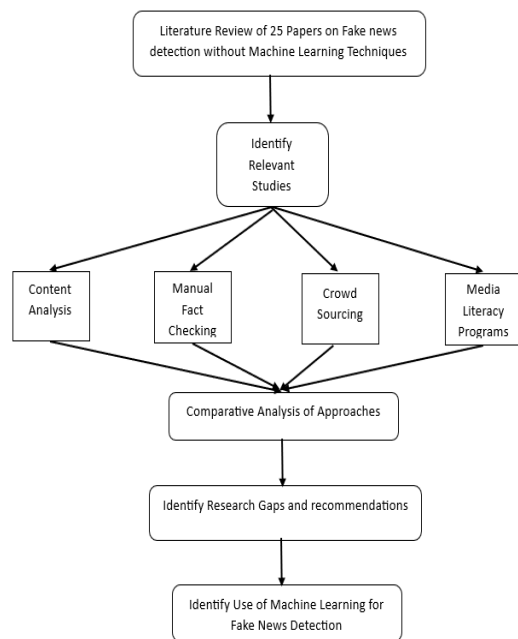 Literature Review of 25 Papers on Fake news
detection without Machine Learning Techniques
Identify
Relevant
Studies
Content
Analysis
Manual
Fact
Checking
Crowd
Sourcing
Media
Literacy
Programs
Comparative Analysis of Approaches
Identify Research Gaps and recommendations
Identify Use of Machine Learning for
Fake News Detection